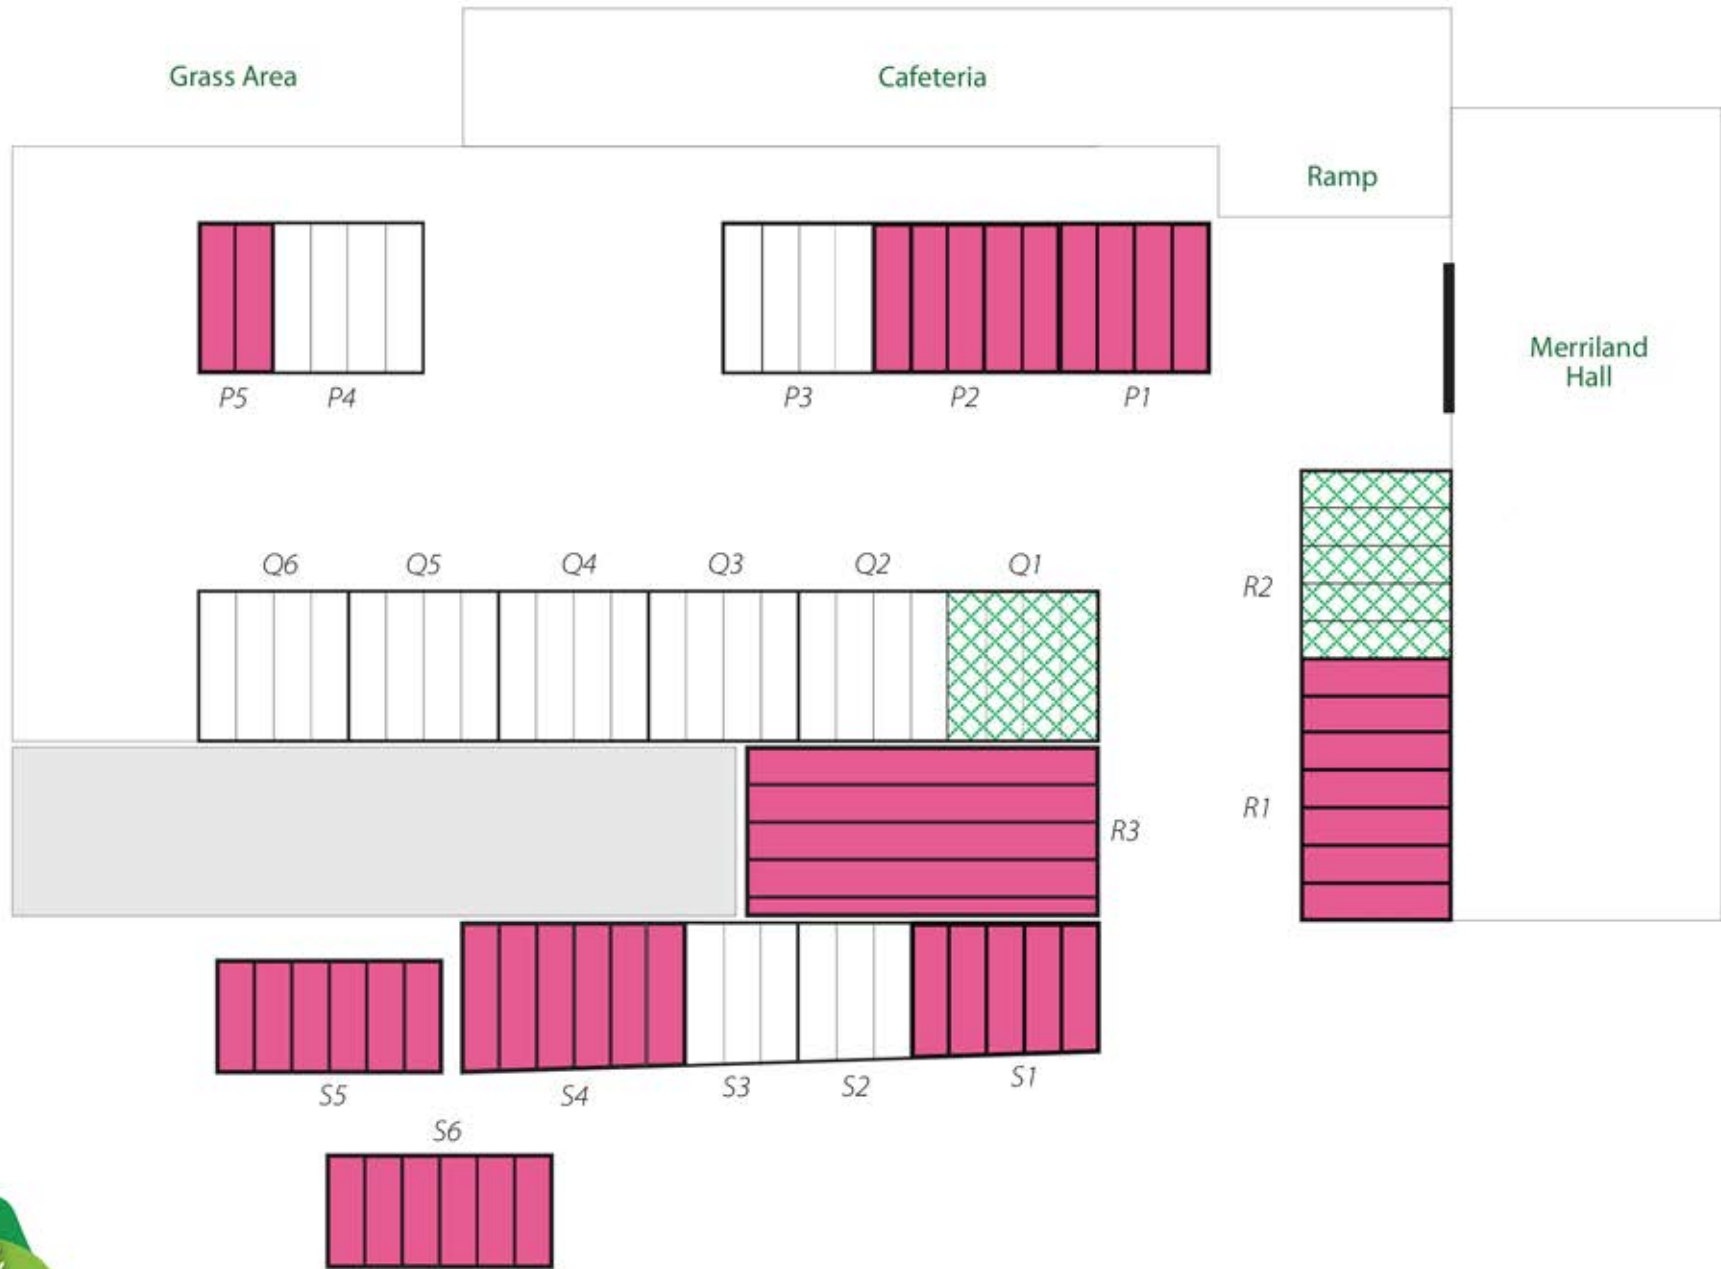 Grass Area
Cafeteria
Ramp
Merriland
Hall
P5
P4
P3
P2
P1
Q6
Q5
Q4
Q3
Q2
Q1
R2
R1
R3
S5
S4
S3
S2
S1
S6